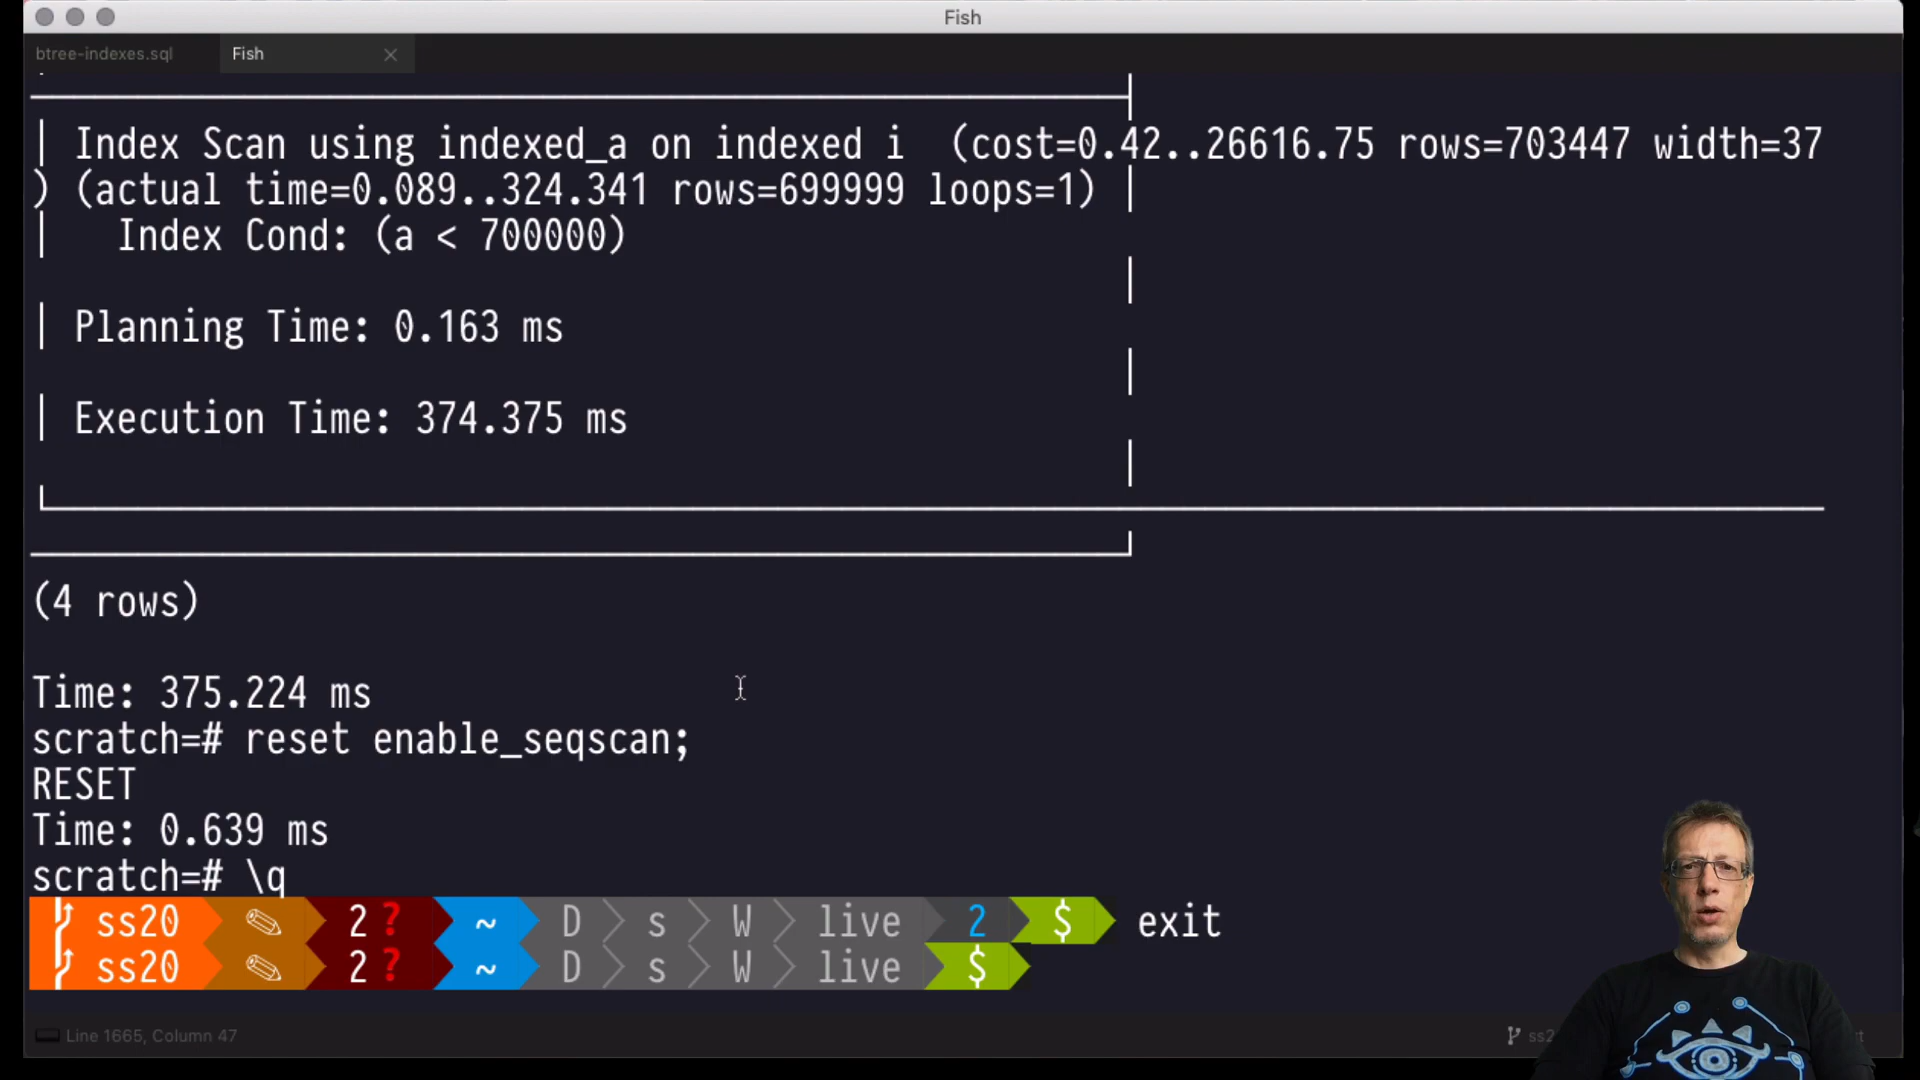 Fish
btree-indexes.sql
Fish
| Index Scan using indexed_a on indexed i (cost=0.42..26616.75 rows=703447 width=37
) (actual time=0.089..324.341 rows=699999 loops=1) |
| Index Cond: (a < 700000)
| Planning Time: 0.163 ms
| Execution Time: 374.375 ms
(4 rows)
Time: 375.224 ms
scratch=# reset enable_seqscan;
RESET
Time: 0.639 ms
scratch=# \q
ss20 ✎ 2 ? ~ D s W live 2 $ exit
ss20 ✎ 2 ? ~ D s W live $
Line 1665, Column 47